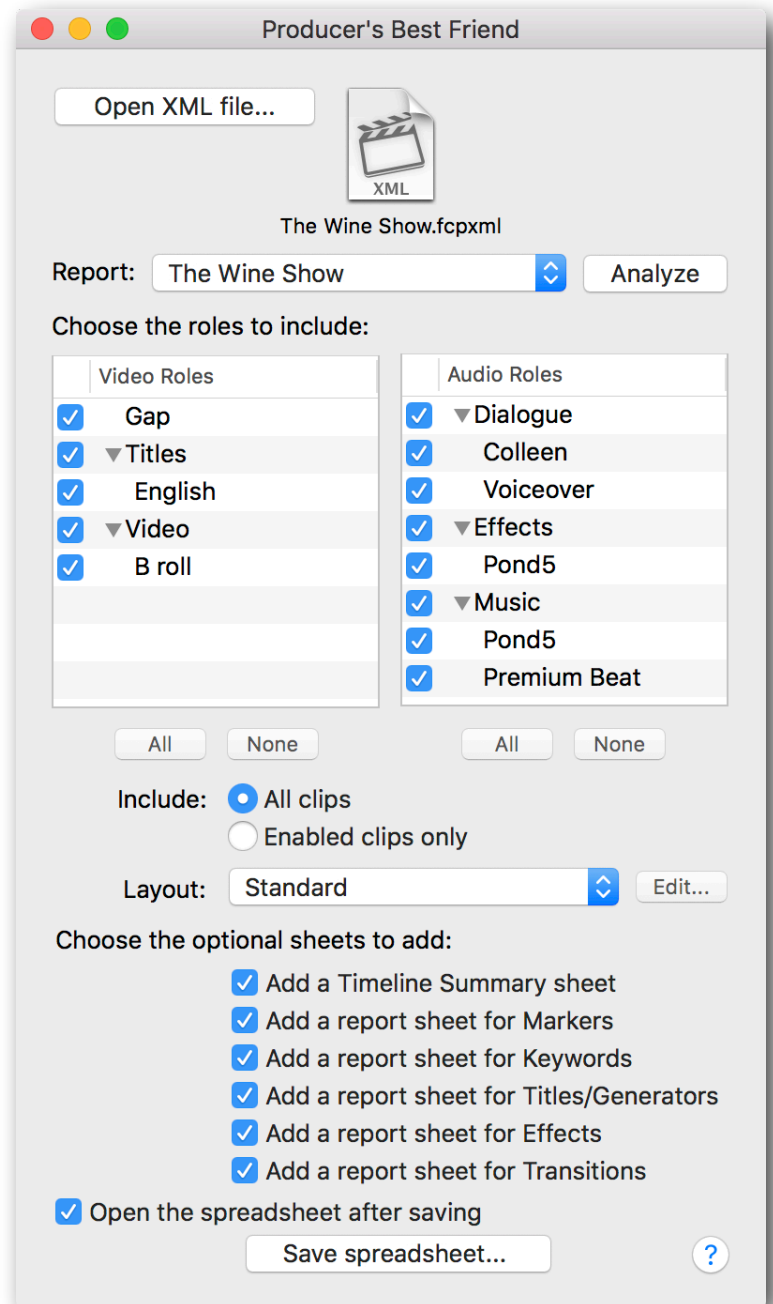 Producer's Best Friend
Open XML file...
XML
The Wine Show.fcpxml
Report: The Wine Show Analyze
Choose the roles to include:
Video Roles
Gap
Titles
English
Video
B roll
All None
Audio Roles
Dialogue
Colleen
Voiceover
Effects
Pond5
Music
Pond5
Premium Beat
All None
Include: All clips
Enabled clips only
Layout: Standard Edit...
Choose the optional sheets to add:
Add a Timeline Summary sheet
Add a report sheet for Markers
Add a report sheet for Keywords
Add a report sheet for Titles/Generators
Add a report sheet for Effects
Add a report sheet for Transitions
Open the spreadsheet after saving
Save spreadsheet... ?